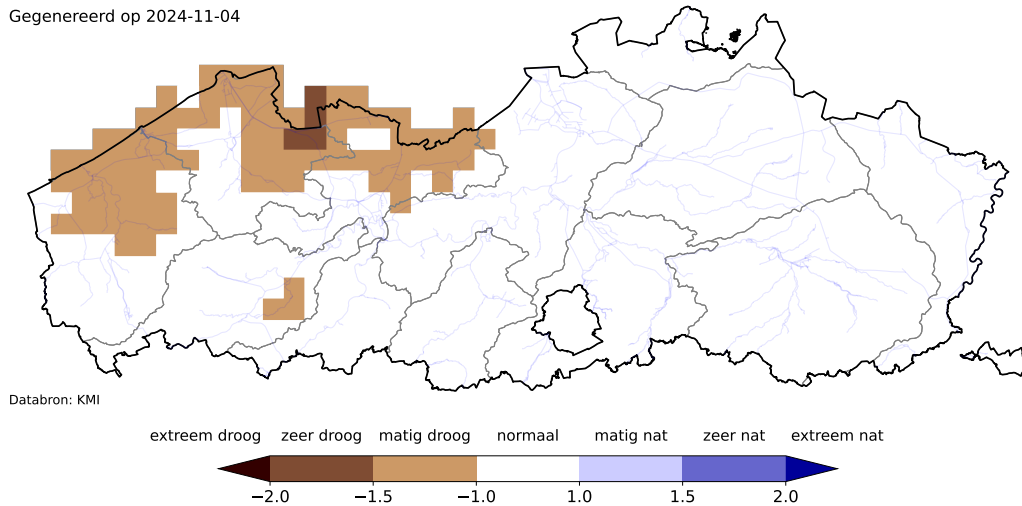 Gegenereerd op 2024-11-04
Databron: KMI
extreem droog zeer droog matig droog normaal matig nat zeer nat extreem nat
−2.0 −1.5 −1.0 1.0 1.5 2.0